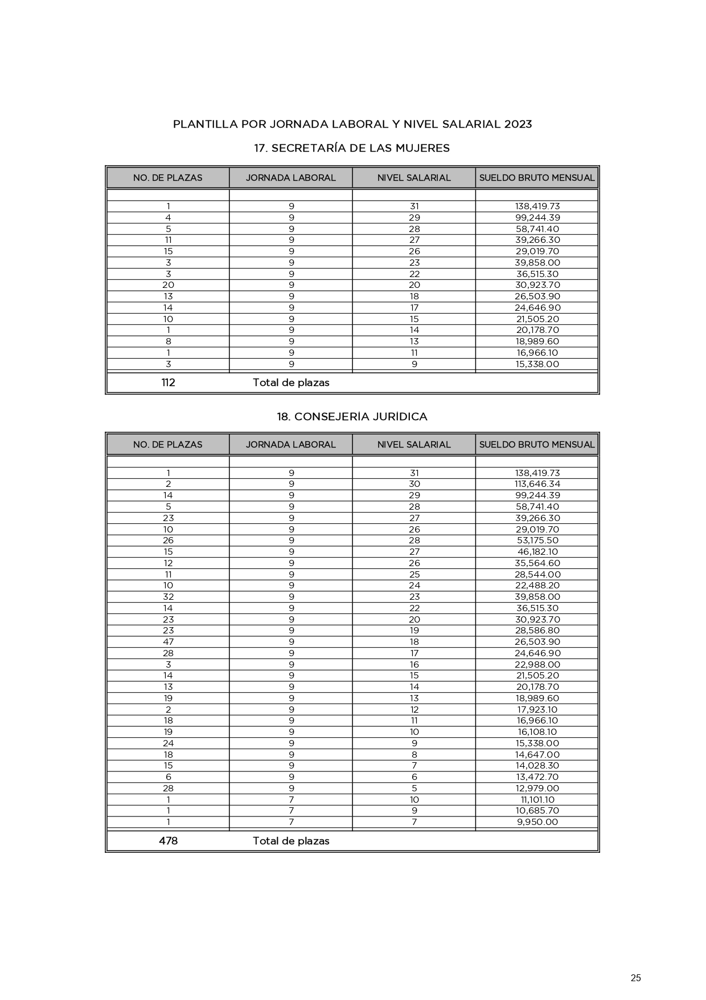 PLANTILLA POR JORNADA LABORAL Y NIVEL SALARIAL 2023
17. SECRETARÍA DE LAS MUJERES
NO. DE PLAZAS JORNADA LABORAL NIVEL SALARIAL SUELDO BRUTO MENSUAL
1 9 31 138,419.73
4 9 29 99,244.39
5 9 28 58,741.40
11 9 27 39,266.30
15 9 26 29,019.70
3 9 23 39,858.00
3 9 22 36,515.30
20 9 20 30,923.70
13 9 18 26,503.90
14 9 17 24,646.90
10 9 15 21,505.20
1 9 14 20,178.70
8 9 13 18,989.60
1 9 11 16,966.10
3 9 9 15,338.00
112 Total de plazas
18. CONSEJERÍA JURÍDICA
NO. DE PLAZAS JORNADA LABORAL NIVEL SALARIAL SUELDO BRUTO MENSUAL
1 9 31 138,419.73
2 9 30 113,646.34
14 9 29 99,244.39
5 9 28 58,741.40
23 9 27 39,266.30
10 9 26 29,019.70
26 9 28 53,175.50
15 9 27 46,182.10
12 9 26 35,564.60
11 9 25 28,544.00
10 9 24 22,488.20
32 9 23 39,858.00
14 9 22 36,515.30
23 9 20 30,923.70
23 9 19 28,586.80
47 9 18 26,503.90
28 9 17 24,646.90
3 9 16 22,988.00
14 9 15 21,505.20
13 9 14 20,178.70
19 9 13 18,989.60
2 9 12 17,923.10
18 9 11 16,966.10
19 9 10 16,108.10
24 9 9 15,338.00
18 9 8 14,647.00
15 9 7 14,028.30
6 9 6 13,472.70
28 9 5 12,979.00
1 7 10 11,101.10
1 7 9 10,685.70
1 7 7 9,950.00
478 Total de plazas
25